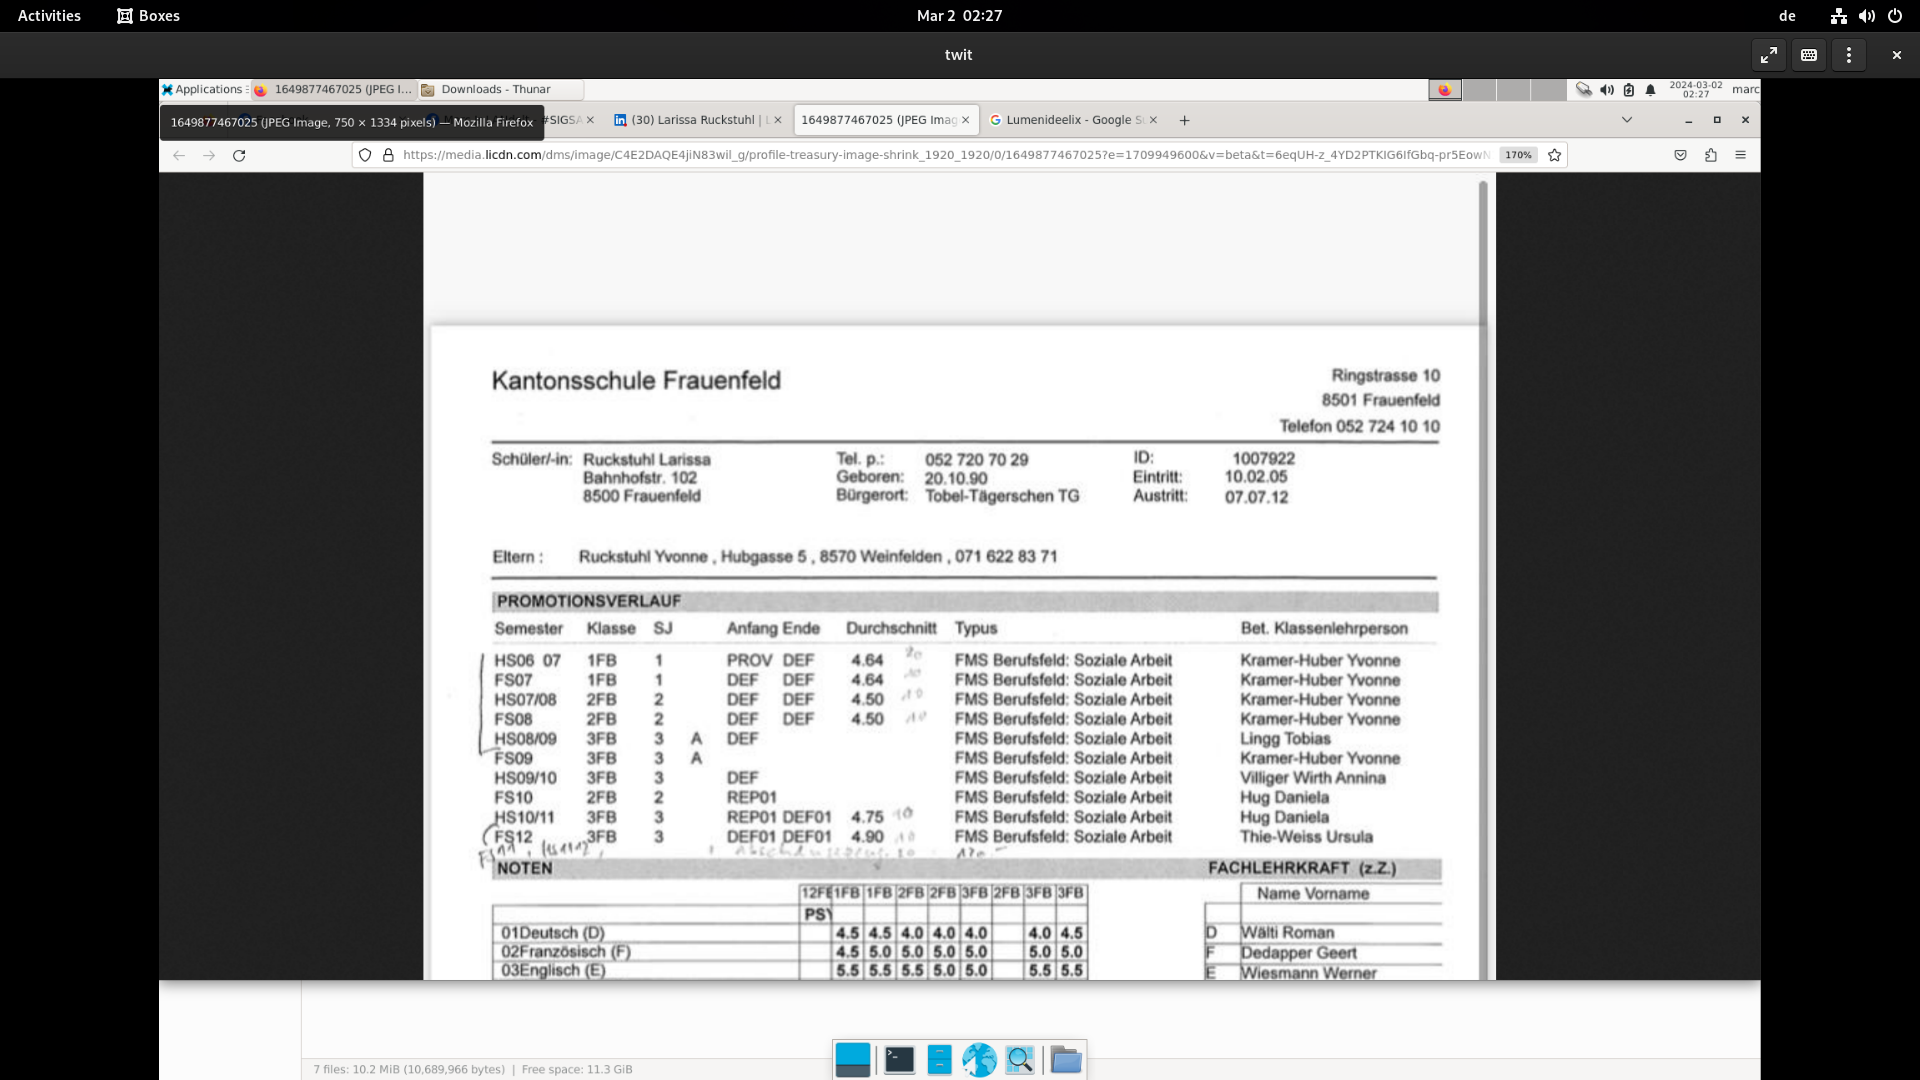 Activities Boxes Mar 2 02:27 de
twit
Applications 1649877467025 (JPEG I... Downloads - Thunar 2024-03-02 02:27 marc
1649877467025 (JPEG Image, 750 × 1334 pixels) — Mozilla Firefox
#SIGSA (30) Larissa Ruckstuhl | L 1649877467025 (JPEG Imag Lumenideelix - Google S
https://media.licdn.com/dms/image/C4E2DAQE4jiN83wil_g/profile-treasury-image-shrink_1920_1920/0/1649877467025?e=1709949600&v=beta&t=6eqUH-z_4YD2PTKIG6IfGbq-pr5EowN 170%
Kantonsschule Frauenfeld
Ringstrasse 10
8501 Frauenfeld
Telefon 052 724 10 10
Schüler/-in: Ruckstuhl Larissa Tel. p.: 052 720 70 29 ID: 1007922
Bahnhofstr. 102 Geboren: 20.10.90 Eintritt: 10.02.05
8500 Frauenfeld Bürgerort: Tobel-Tägerschen TG Austritt: 07.07.12
Eltern : Ruckstuhl Yvonne , Hubgasse 5 , 8570 Weinfelden , 071 622 83 71
PROMOTIONSVERLAUF
Semester Klasse SJ Anfang Ende Durchschnitt Typus Bet. Klassenlehrperson
HS06 07 1FB 1 PROV DEF 4.64 FMS Berufsfeld: Soziale Arbeit Kramer-Huber Yvonne
FS07 1FB 1 DEF DEF 4.64 FMS Berufsfeld: Soziale Arbeit Kramer-Huber Yvonne
HS07/08 2FB 2 DEF DEF 4.50 FMS Berufsfeld: Soziale Arbeit Kramer-Huber Yvonne
FS08 2FB 2 DEF DEF 4.50 FMS Berufsfeld: Soziale Arbeit Kramer-Huber Yvonne
HS08/09 3FB 3 A DEF FMS Berufsfeld: Soziale Arbeit Lingg Tobias
FS09 3FB 3 A FMS Berufsfeld: Soziale Arbeit Kramer-Huber Yvonne
HS09/10 3FB 3 DEF FMS Berufsfeld: Soziale Arbeit Villiger Wirth Annina
FS10 2FB 2 REP01 FMS Berufsfeld: Soziale Arbeit Hug Daniela
HS10/11 3FB 3 REP01 DEF01 4.75 10 FMS Berufsfeld: Soziale Arbeit Hug Daniela
FS12 3FB 3 DEF01 DEF01 4.90 10 FMS Berufsfeld: Soziale Arbeit Thie-Weiss Ursula
NOTEN FACHLEHRKRAFT (z.Z.)
12FE 1FB 1FB 2FB 2FB 3FB 2FB 3FB 3FB Name Vorname
PSY
01Deutsch (D) 4.5 4.5 4.0 4.0 4.0 4.0 4.5 D Wälti Roman
02Französisch (F) 4.5 5.0 5.0 5.0 5.0 5.0 5.0 F Dedapper Geert
03Englisch (E) 5.5 5.5 5.5 5.0 5.0 5.5 5.5 E Wiesmann Werner
7 files: 10.2 MiB (10,689,966 bytes) | Free space: 11.3 GiB